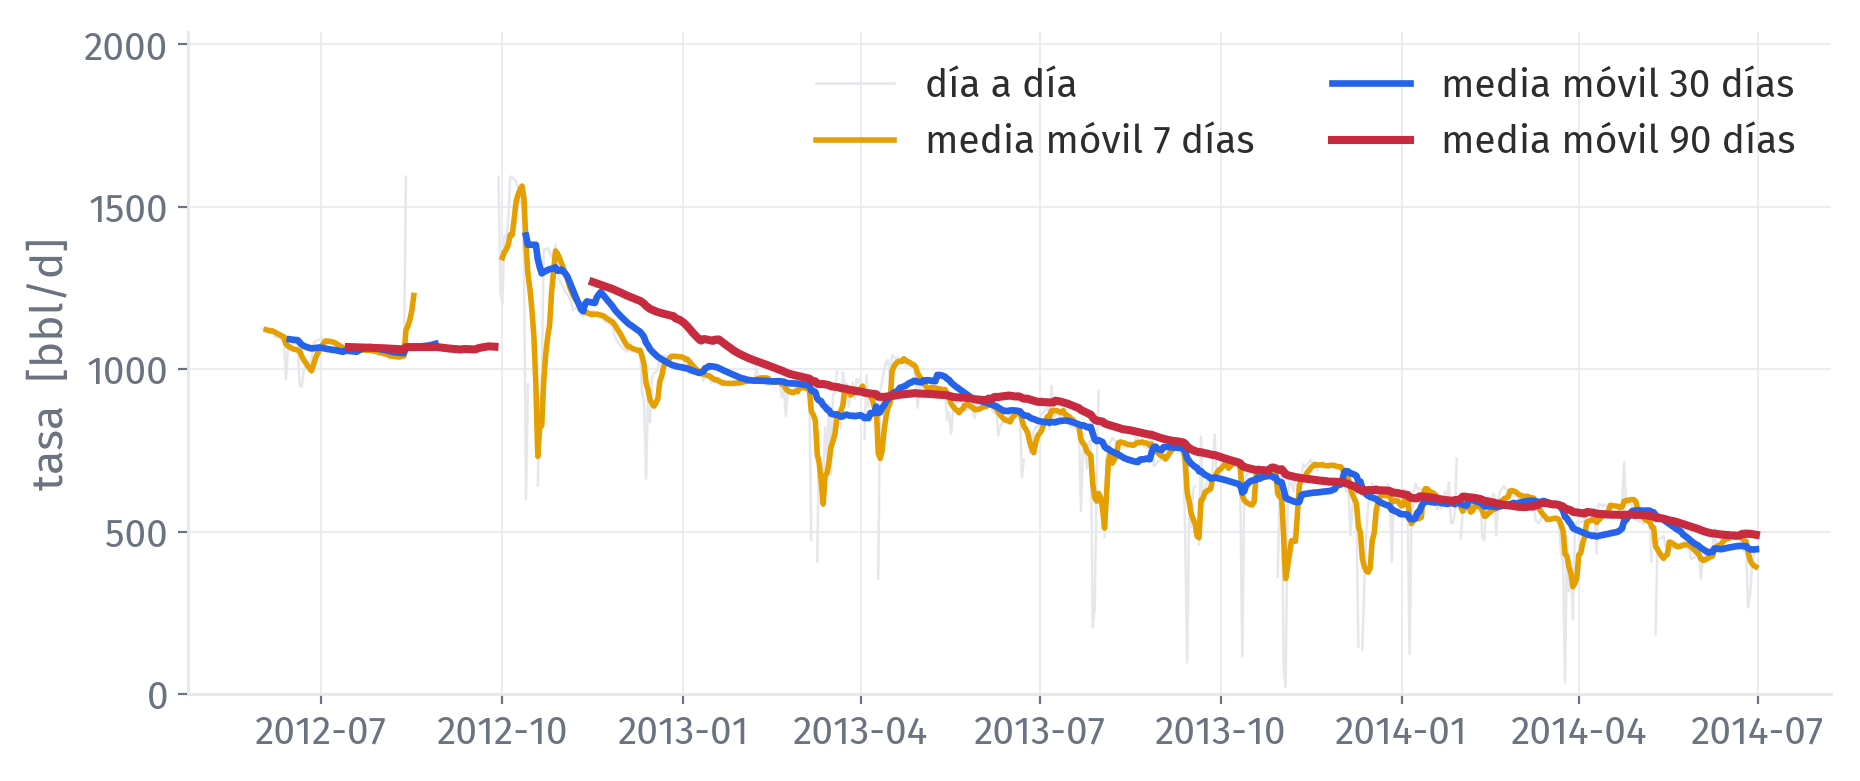 2000
1500
1000
500
0
tasa [bbl/d]
día a día
media móvil 7 días
media móvil 30 días
media móvil 90 días
2012-07
2012-10
2013-01
2013-04
2013-07
2013-10
2014-01
2014-04
2014-07